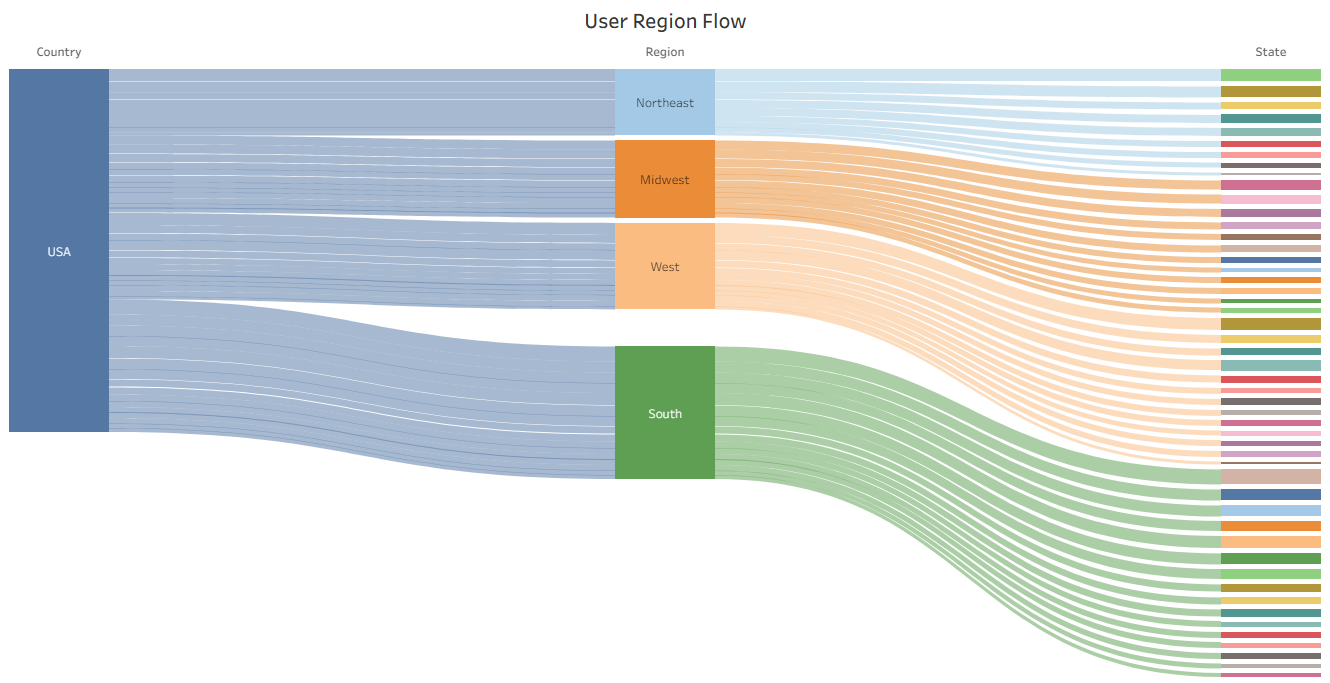 User Region Flow
Country
Region
State
Northeast
Midwest
USA
West
South